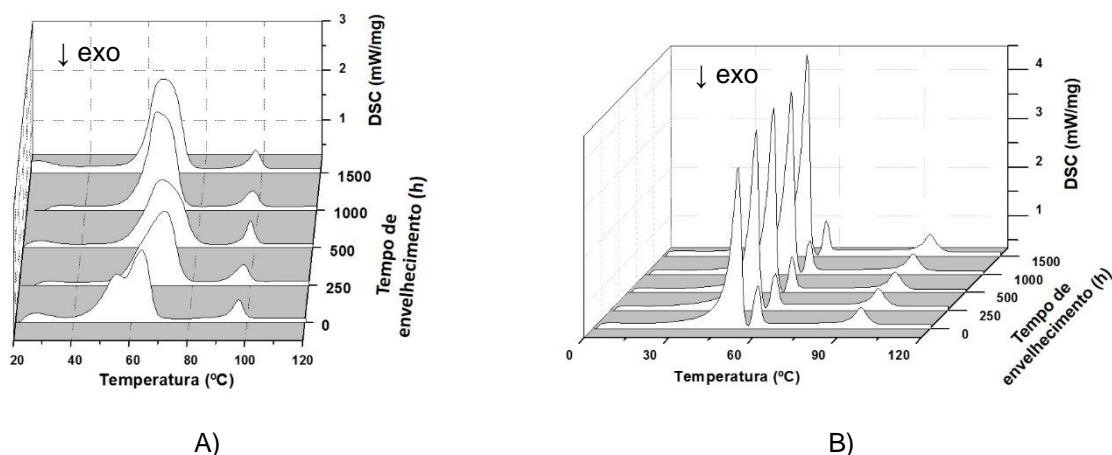 ↓ exo
3
2
1
DSC (mW/mg)
1500
1000
500
250
0
Tempo de
envelhecimento (h)
20
40
60
80
100
120
Temperatura (ºC)
A)
↓ exo
4
3
2
1
DSC (mW/mg)
1500
1000
500
250
0
Tempo de
envelhecimento (h)
0
30
60
90
120
Temperatura (ºC)
B)